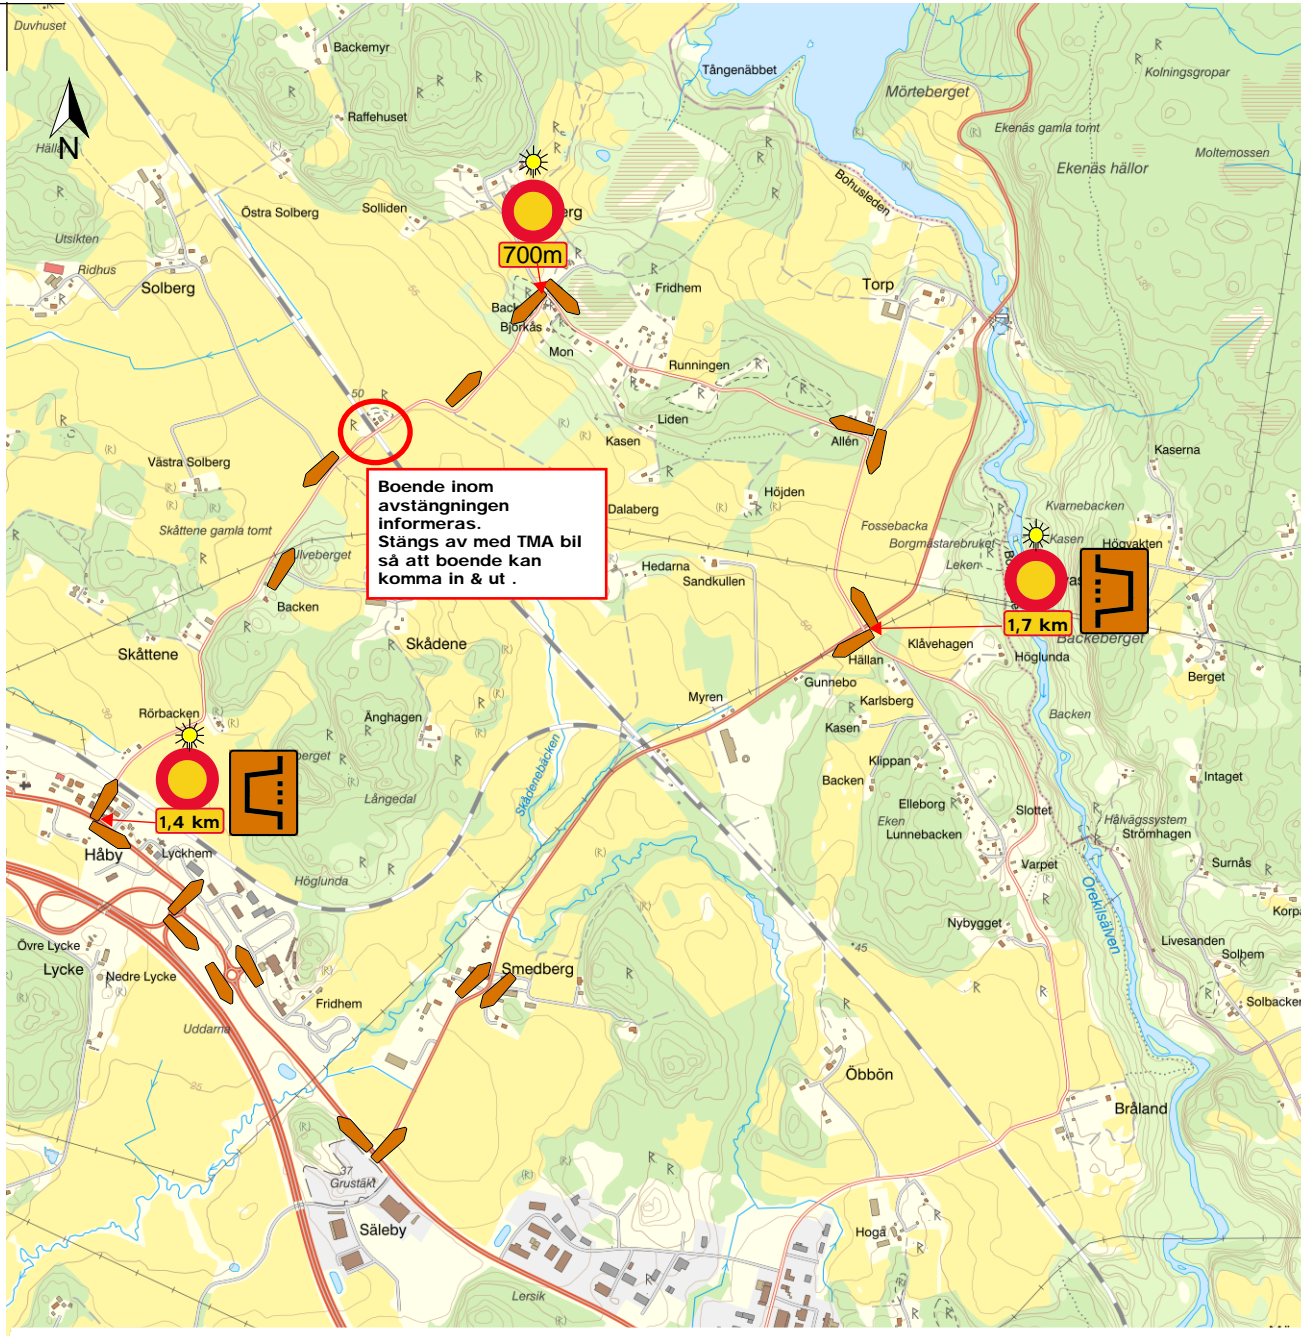 Duvhuset
Backemyr
Tångenäbbet
Kolningsgropar
Mörteberget
Raffehuset
Ekenäs gamla tomt
N
Moltemossen
Ekenäs hällor
Bohusleden
Östra Solberg
Solliden
berg
Utsikten
700m
Ridhus
55
Solberg
Fridhem
Torp
Björkås
Mon
Runningen
50
Liden
Kasen
Allén
Kaserna
Västra Solberg
Boende inom
avstängningen
informeras.
Stängs av med TMA bil
så att boende kan
komma in & ut .
Höjden
Dalaberg
Kvarnebacken
Skåttene gamla tomt
Fossebacka
Borgmästarebruket
Kasen
Högvakten
Ulveberget
Leken
Hedarna
Sandkullen
Backen
1,7 km
Backeberget
Skådene
Klåvehagen
Skåttene
Hällan
Höglunda
Gunnebo
Berget
Karlsberg
Myren
Rörbacken
Änghagen
Kasen
Backen
berget
Klippan
Skådenebäcken
Backen
Intaget
Långedal
Elleborg
Slottet
1,4 km
Eken
Lunnebacken
Hålvägssystem
Strömhagen
Håby
Lyckhem
Varpet
Surnås
Höglunda
Örekilsälven
Korpa
Nybygget
Övre Lycke
45
Livesanden
Solhem
Lycke
Nedre Lycke
Smedberg
Fridhem
Solbacken
Uddarna
Öbbön
25
Bråland
37
Grustäkt
Säleby
Hoga
Lersik